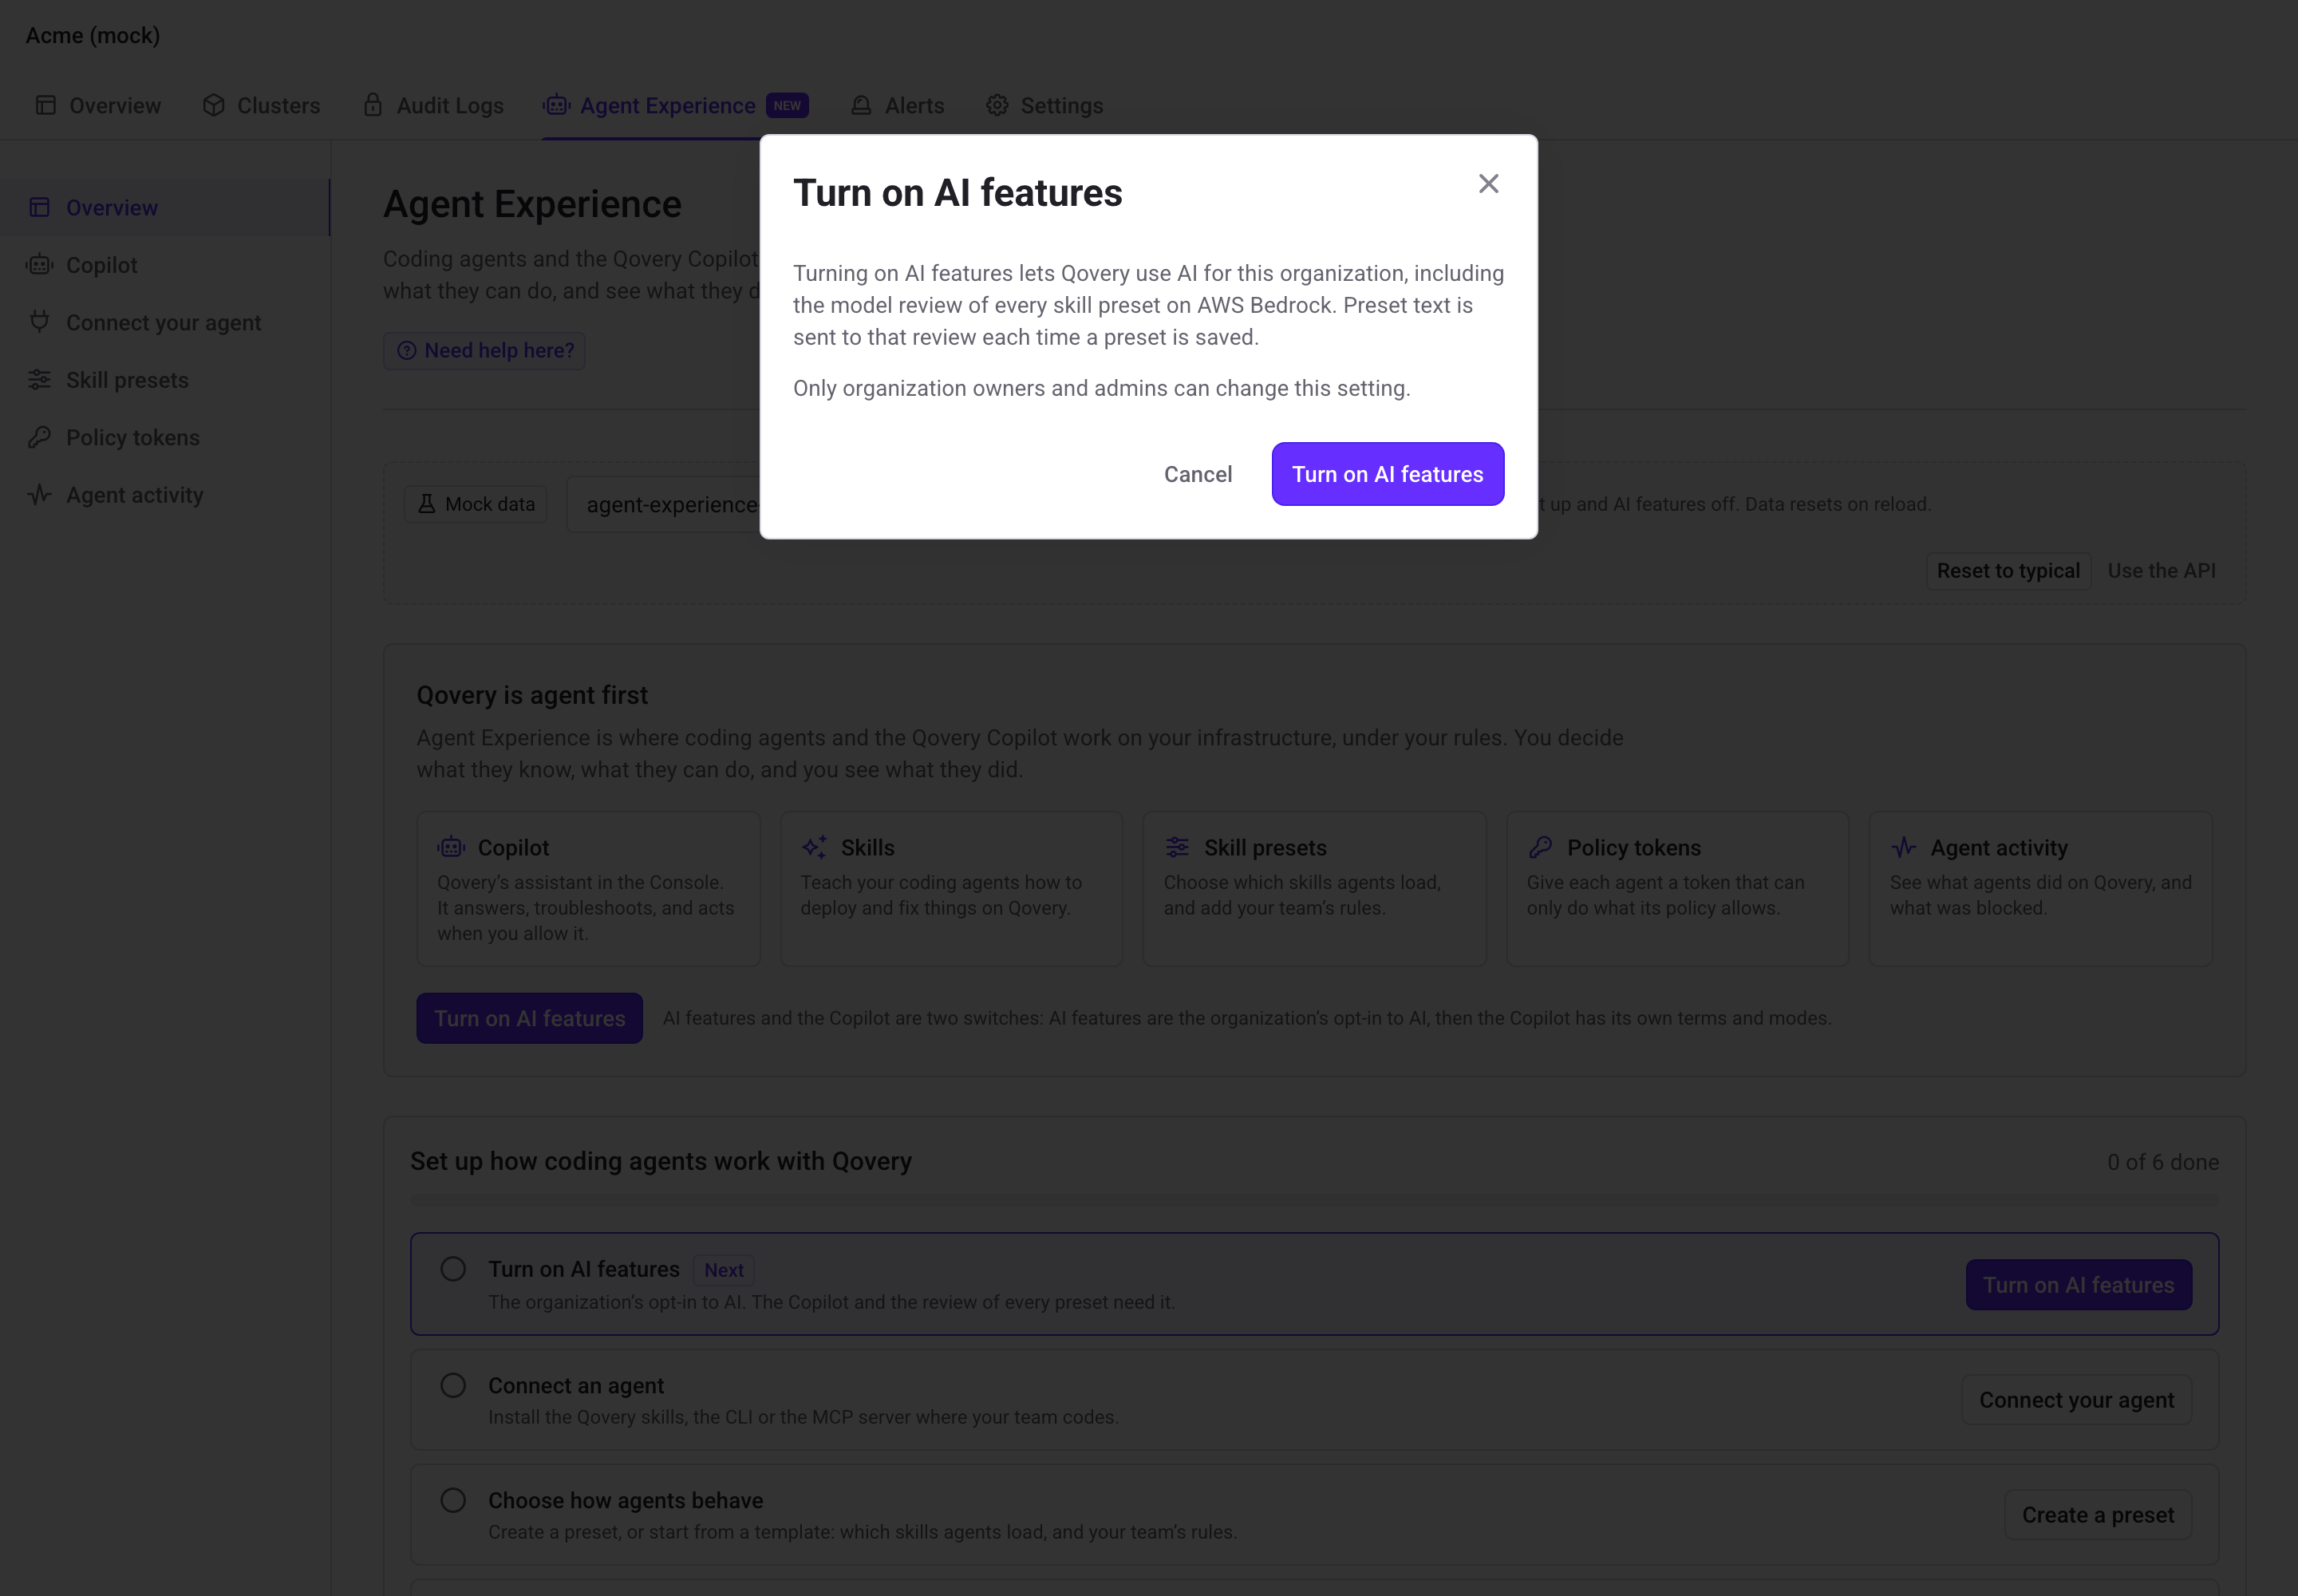 Acme (mock)
Overview
Clusters
Audit Logs
Agent Experience NEW
Alerts
Settings
Overview
Copilot
Connect your agent
Skill presets
Policy tokens
Agent activity
Agent Experience
Coding agents and the Qovery Copilot
what they can do, and see what they d
Need help here?
Turn on AI features
Turning on AI features lets Qovery use AI for this organization, including
the model review of every skill preset on AWS Bedrock. Preset text is
sent to that review each time a preset is saved.
Only organization owners and admins can change this setting.
Cancel
Turn on AI features
Mock data
agent-experience-
t up and AI features off. Data resets on reload.
Reset to typical
Use the API
Qovery is agent first
Agent Experience is where coding agents and the Qovery Copilot work on your infrastructure, under your rules. You decide
what they know, what they can do, and you see what they did.
Copilot
Qovery’s assistant in the Console.
It answers, troubleshoots, and acts
when you allow it.
Skills
Teach your coding agents how to
deploy and fix things on Qovery.
Skill presets
Choose which skills agents load,
and add your team’s rules.
Policy tokens
Give each agent a token that can
only do what its policy allows.
Agent activity
See what agents did on Qovery, and
what was blocked.
Turn on AI features
AI features and the Copilot are two switches: AI features are the organization’s opt-in to AI, then the Copilot has its own terms and modes.
Set up how coding agents work with Qovery
0 of 6 done
Turn on AI features Next
The organization’s opt-in to AI. The Copilot and the review of every preset need it.
Turn on AI features
Connect an agent
Install the Qovery skills, the CLI or the MCP server where your team codes.
Connect your agent
Choose how agents behave
Create a preset, or start from a template: which skills agents load, and your team’s rules.
Create a preset